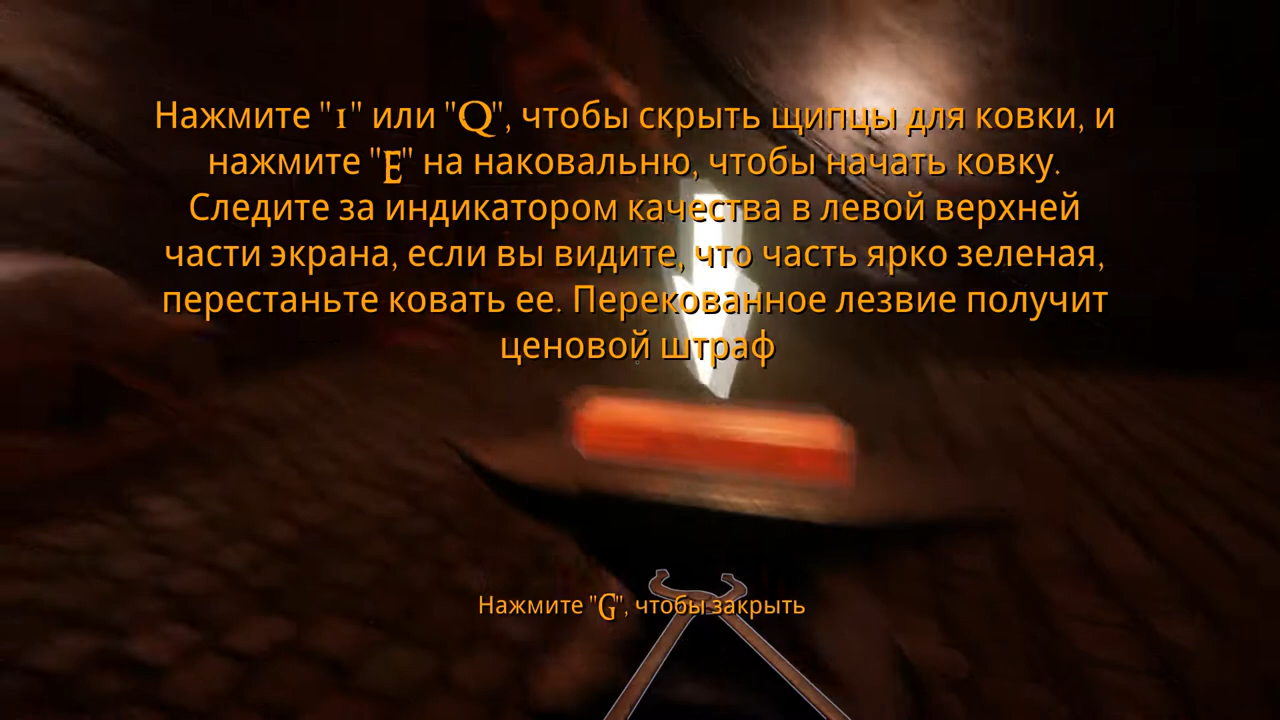 Нажмите "1" или "Q", чтобы скрыть щипцы для ковки, и
нажмите "E" на наковальню, чтобы начать ковку.
Следите за индикатором качества в левой верхней
части экрана, если вы видите, что часть ярко зеленая,
перестаньте ковать ее. Перекованное лезвие получит
ценовой штраф
Нажмите "G", чтобы закрыть